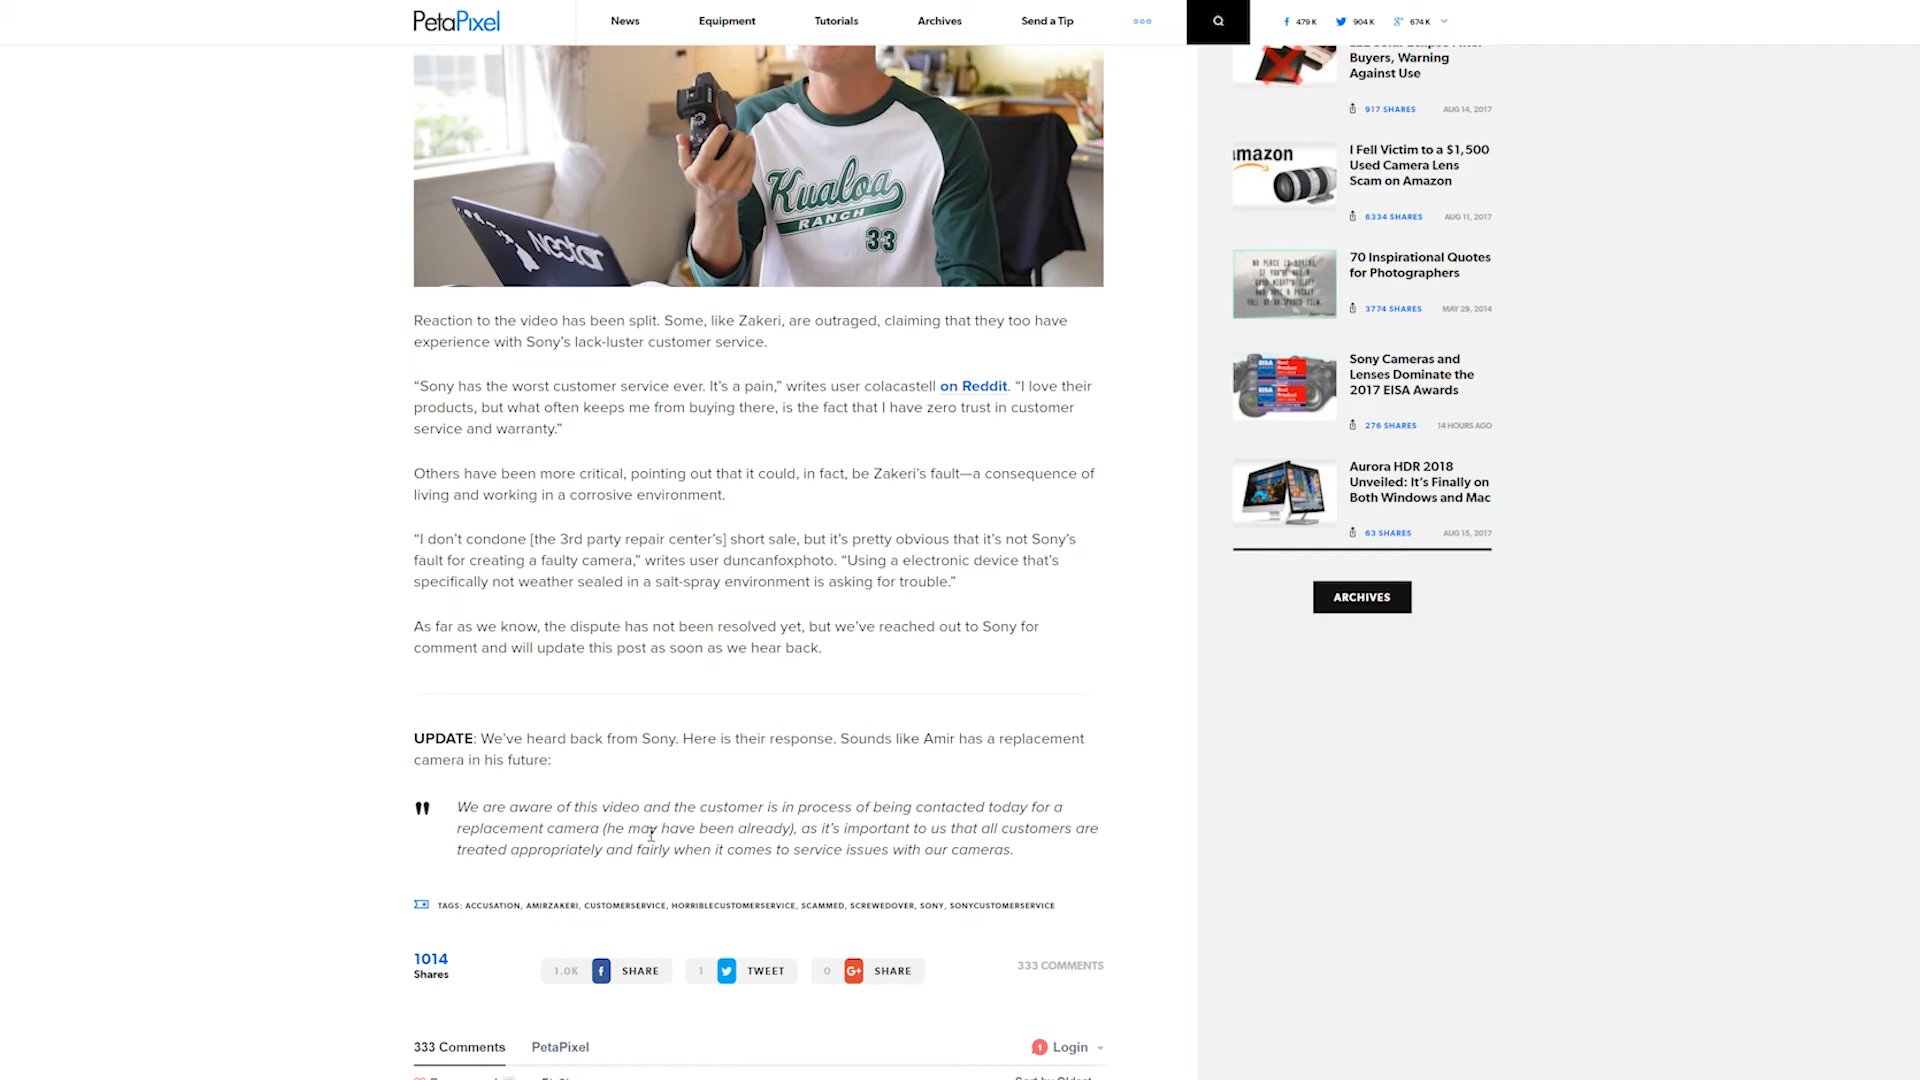 PetaPixel
News
Equipment
Tutorials
Archives
Send a Tip
479 K
904 K
674 K
SONY
Kualoa
RANCH
33
Nectar
Reaction to the video has been split. Some, like Zakeri, are outraged, claiming that they too have
experience with Sony’s lack-luster customer service.
“Sony has the worst customer service ever. It’s a pain,” writes user colacastell on Reddit. “I love their
products, but what often keeps me from buying there, is the fact that I have zero trust in customer
service and warranty.”
Others have been more critical, pointing out that it could, in fact, be Zakeri’s fault—a consequence of
living and working in a corrosive environment.
“I don’t condone [the 3rd party repair center’s] short sale, but it’s pretty obvious that it’s not Sony’s
fault for creating a faulty camera,” writes user duncanfoxphoto. “Using a electronic device that’s
specifically not weather sealed in a salt-spray environment is asking for trouble.”
As far as we know, the dispute has not been resolved yet, but we’ve reached out to Sony for
comment and will update this post as soon as we hear back.
UPDATE: We’ve heard back from Sony. Here is their response. Sounds like Amir has a replacement
camera in his future:
We are aware of this video and the customer is in process of being contacted today for a
replacement camera (he may have been already), as it’s important to us that all customers are
treated appropriately and fairly when it comes to service issues with our cameras.
TAGS: ACCUSATION, AMIRZAKERI, CUSTOMERSERVICE, HORRIBLECUSTOMERSERVICE, SCAMMED, SCREWEDOVER, SONY, SONYCUSTOMERSERVICE
1014
Shares
1.0K
SHARE
1
TWEET
0
SHARE
333 COMMENTS
333 Comments
PetaPixel
1
Login
Buyers, Warning
Against Use
917 SHARES
AUG 14, 2017
amazon
I Fell Victim to a $1,500
Used Camera Lens
Scam on Amazon
6334 SHARES
AUG 11, 2017
70 Inspirational Quotes
for Photographers
3774 SHARES
MAY 29, 2014
Sony Cameras and
Lenses Dominate the
2017 EISA Awards
276 SHARES
14 HOURS AGO
Aurora HDR 2018
Unveiled: It’s Finally on
Both Windows and Mac
63 SHARES
AUG 15, 2017
ARCHIVES